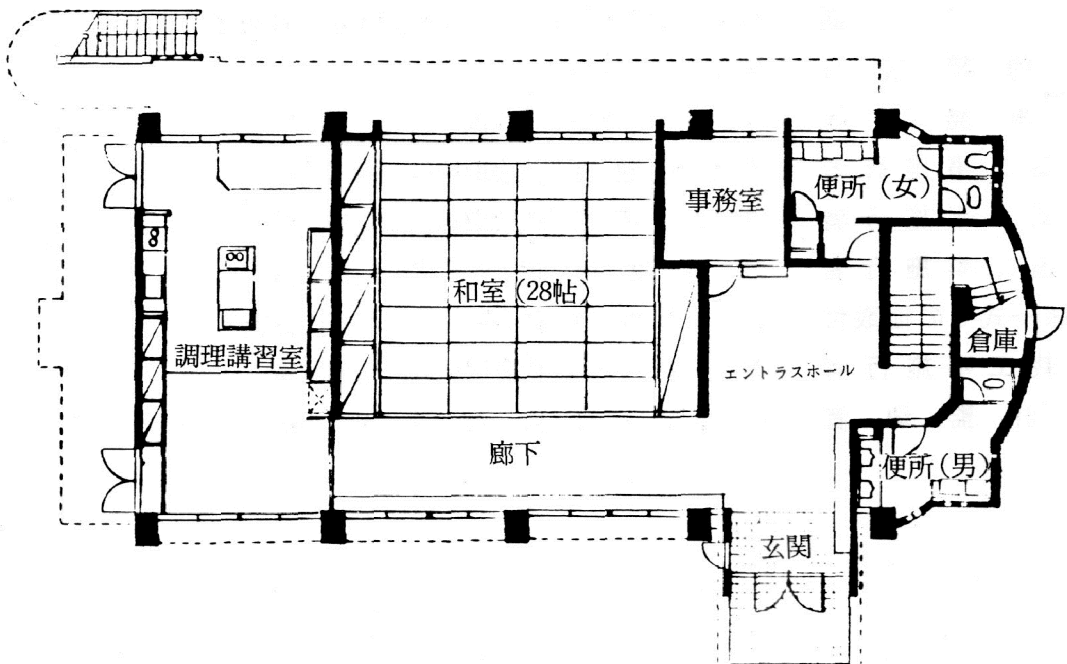 便所（女）
事務室
和室（28帖）
倉庫
調理講習室
エントラスホール
廊下
便所（男）
玄関